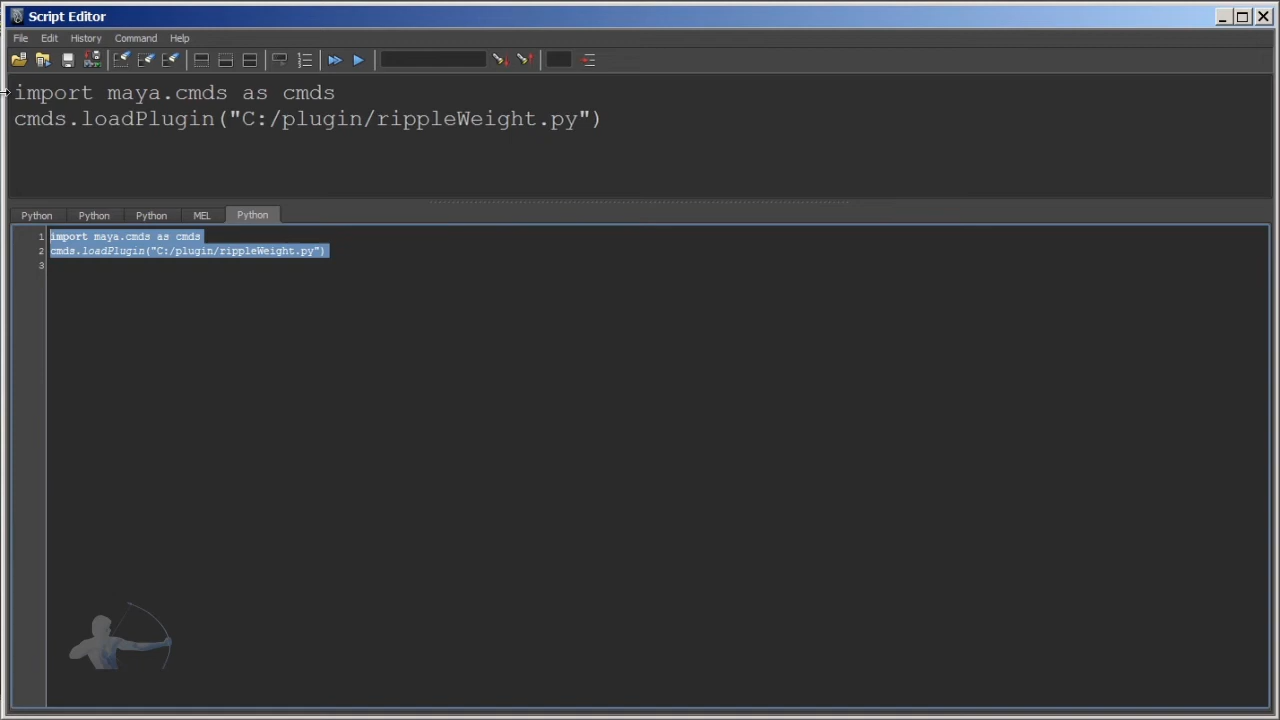 Script Editor
File Edit History Command Help
import maya.cmds as cmds
cmds.loadPlugin("C:/plugin/rippleWeight.py")
Python Python Python MEL Python
1 import maya.cmds as cmds
2 cmds.loadPlugin("C:/plugin/rippleWeight.py")
3